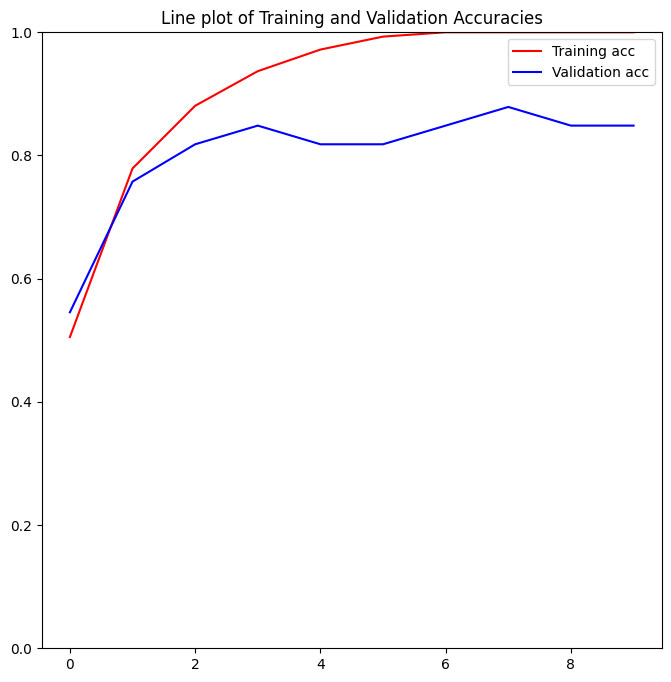 Line plot of Training and Validation Accuracies
1.0
Training acc
Validation acc
0.8
0.6
0.4
0.2
0.0
0 2 4 6 8